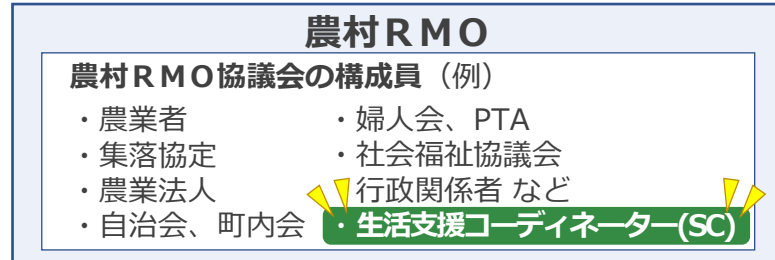 農村ＲＭＯ
農村ＲＭＯ協議会の構成員（例）
・農業者
・集落協定
・農業法人
・自治会、町内会
・婦人会、PTA
・社会福祉協議会
行政関係者 など
・生活支援コーディネーター(SC)